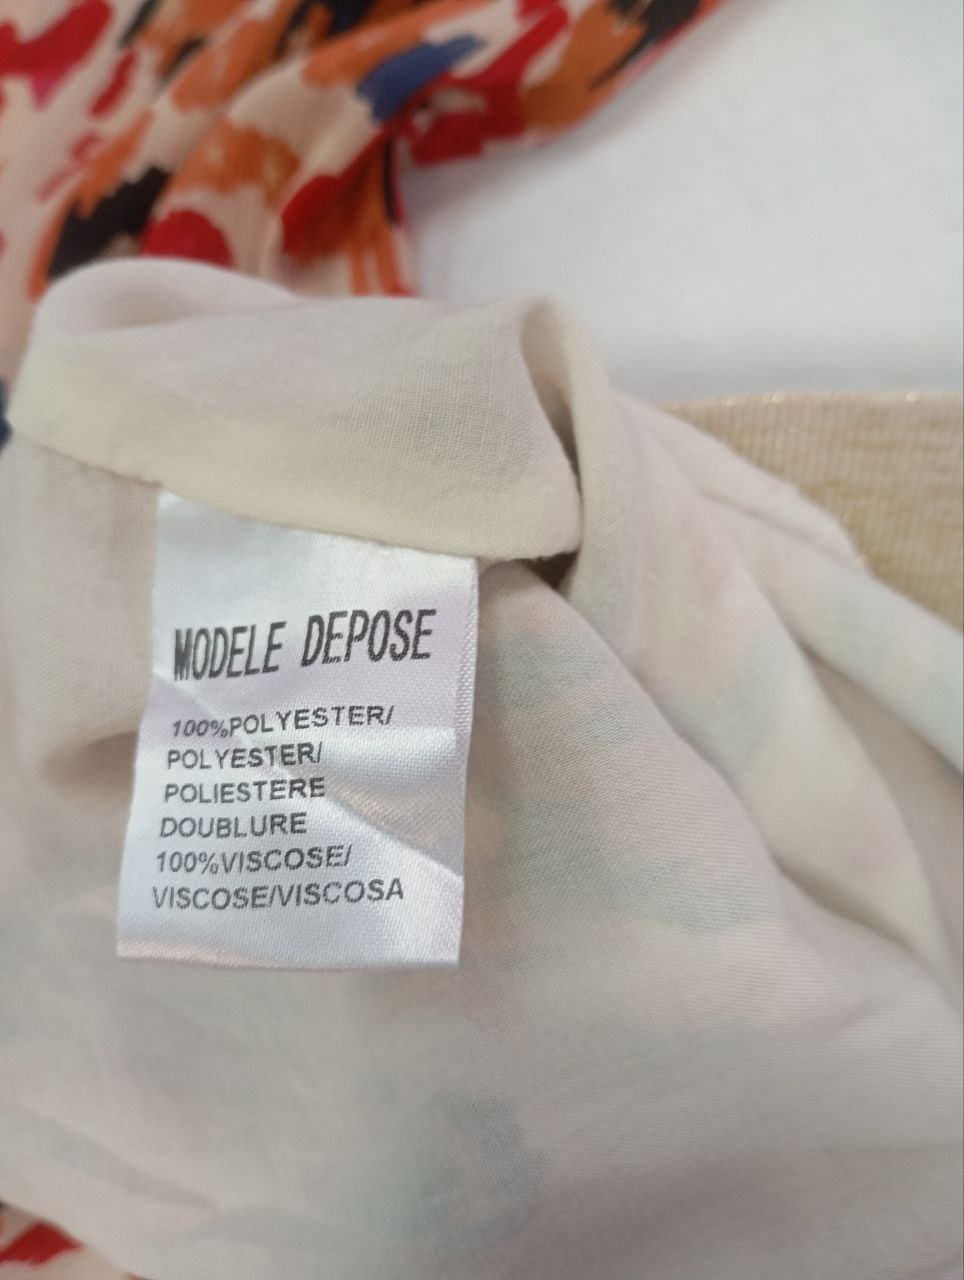 MODELE DEPOSE
100%POLYESTER/
POLYESTER/
POLIESTERE
DOUBLURE
100%VISCOSE/
VISCOSE/VISCOSA